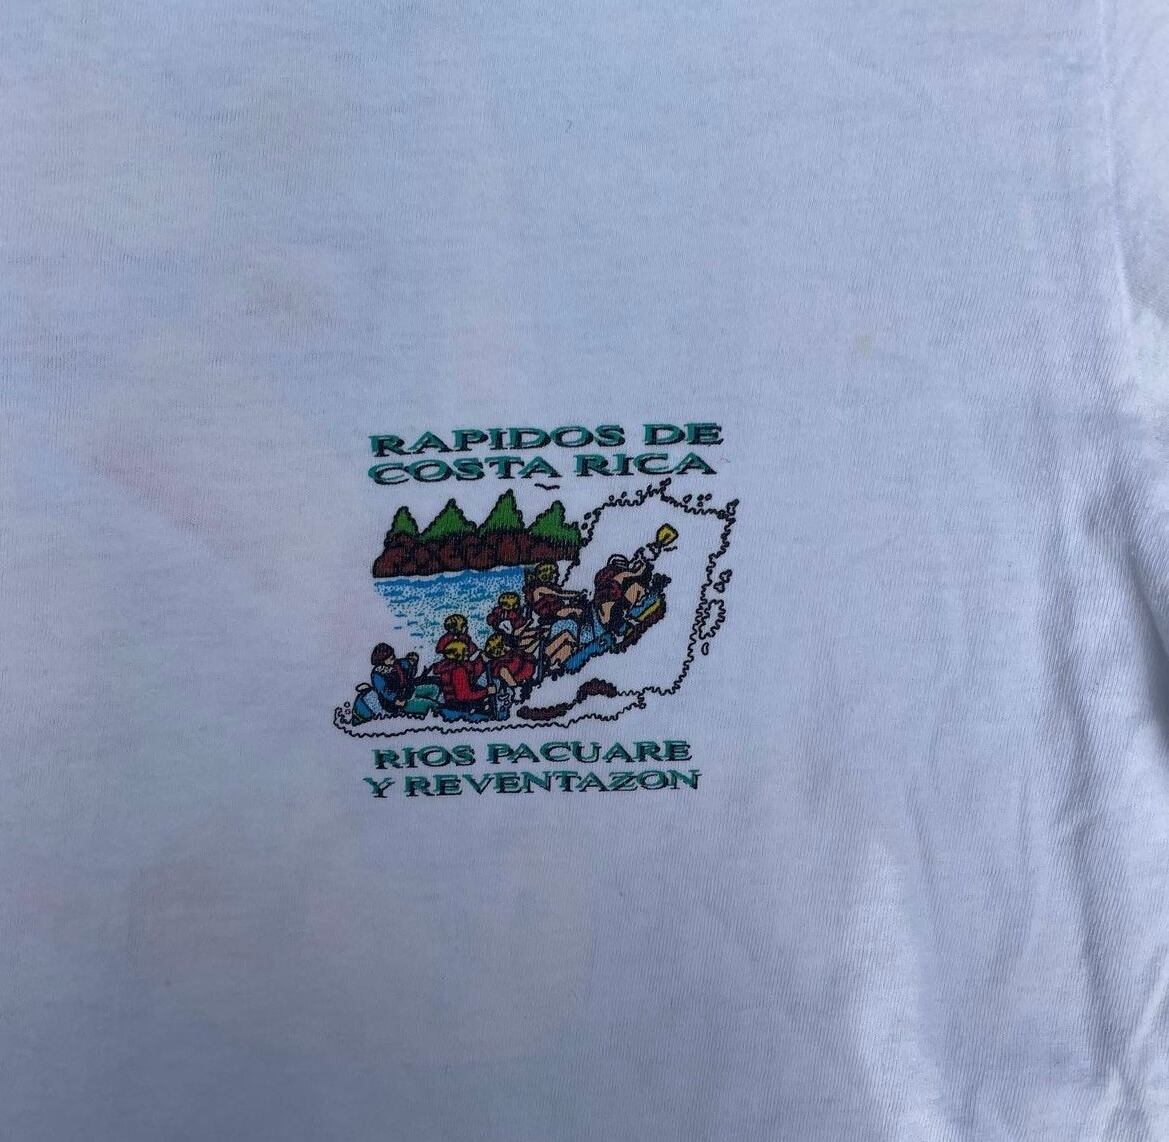 RAPIDOS DE
COSTA RICA
RIOS PACUARE
Y REVENTAZON